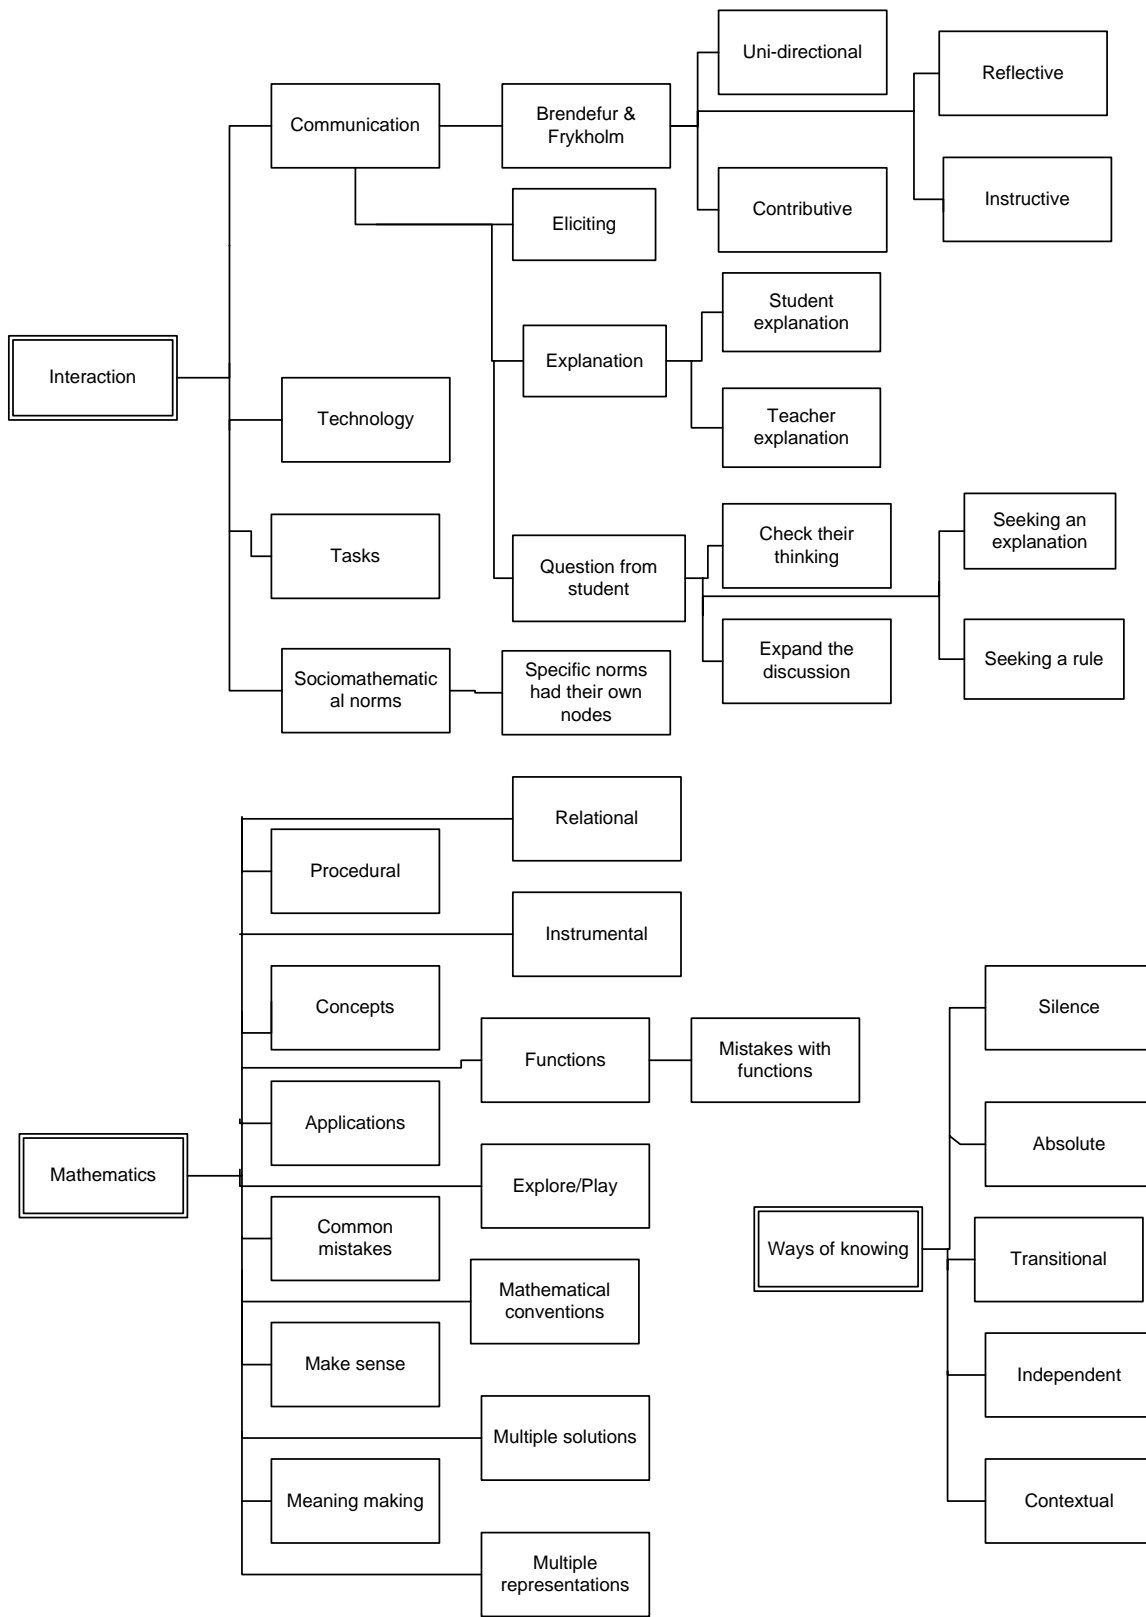 Uni-directional
Reflective
Communication
Brendefur &
Frykholm
Contributive
Instructive
Eliciting
Student
explanation
Interaction
Explanation
Technology
Teacher
explanation
Seeking an
explanation
Check their
thinking
Tasks
Question from
student
Expand the
discussion
Seeking a rule
Sociomathematic
al norms
Specific norms
had their own
nodes
Relational
Procedural
Instrumental
Concepts
Silence
Functions
Mistakes with
functions
Applications
Absolute
Mathematics
Explore/Play
Common
mistakes
Ways of knowing
Transitional
Mathematical
conventions
Make sense
Independent
Multiple solutions
Meaning making
Contextual
Multiple
representations